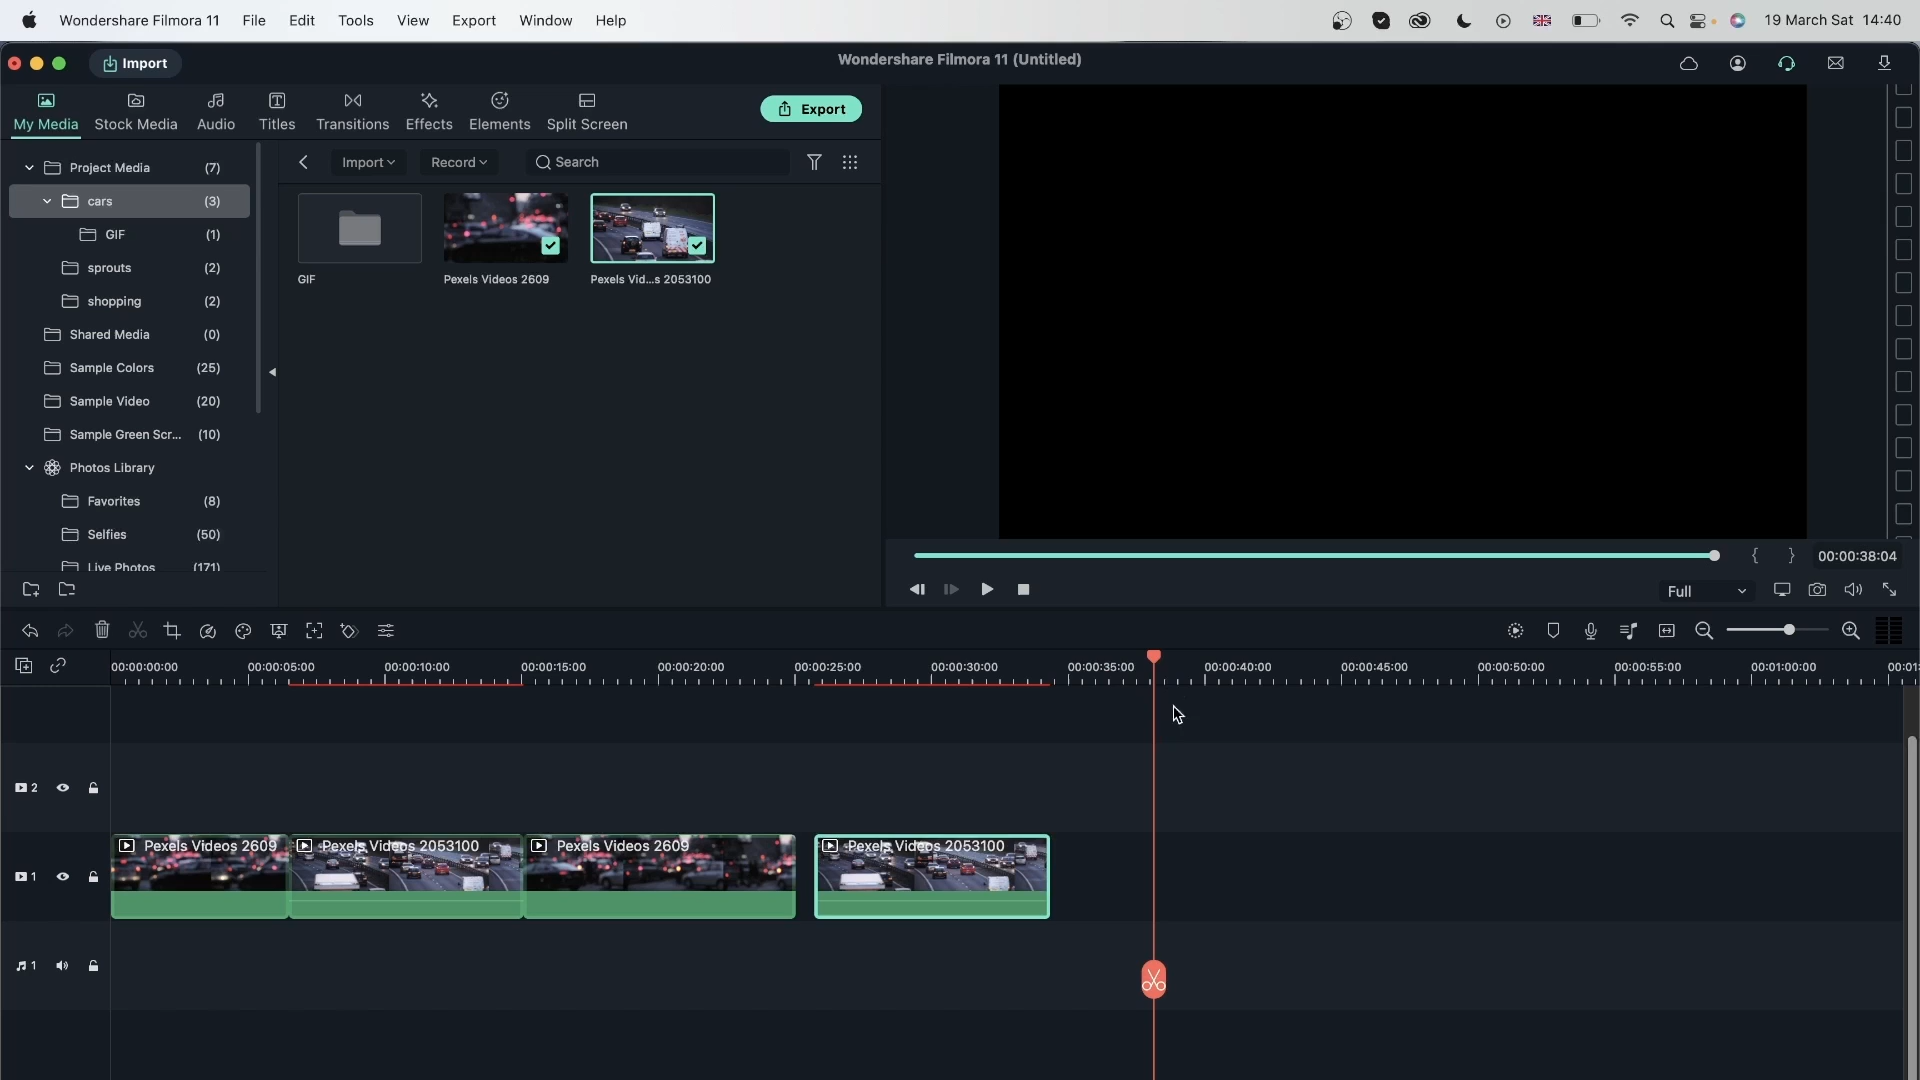 Wondershare Filmora 11 File Edit Tools View Export Window Help 19 March Sat 14:40
Import Wondershare Filmora 11 (Untitled)
My Media Stock Media Audio Titles Transitions Effects Elements Split Screen Export
Project Media (7)
cars (3)
GIF (1)
sprouts (2)
shopping (2)
Shared Media (0)
Sample Colors (25)
Sample Video (20)
Sample Green Scr... (10)
Photos Library
Favorites (8)
Selfies (50)
Live Photos (171)
Import Record Search
GIF Pexels Videos 2609 Pexels Vid...s 2053100
{ } 00:00:38:04
Full
00:00:00:00 00:00:05:00 00:00:10:00 00:00:15:00 00:00:20:00 00:00:25:00 00:00:30:00 00:00:35:00 00:00:40:00 00:00:45:00 00:00:50:00 00:00:55:00 00:01:00:00 00:01:
2
Pexels Videos 2609 Pexels Videos 2053100 Pexels Videos 2609 Pexels Videos 2053100
1
1